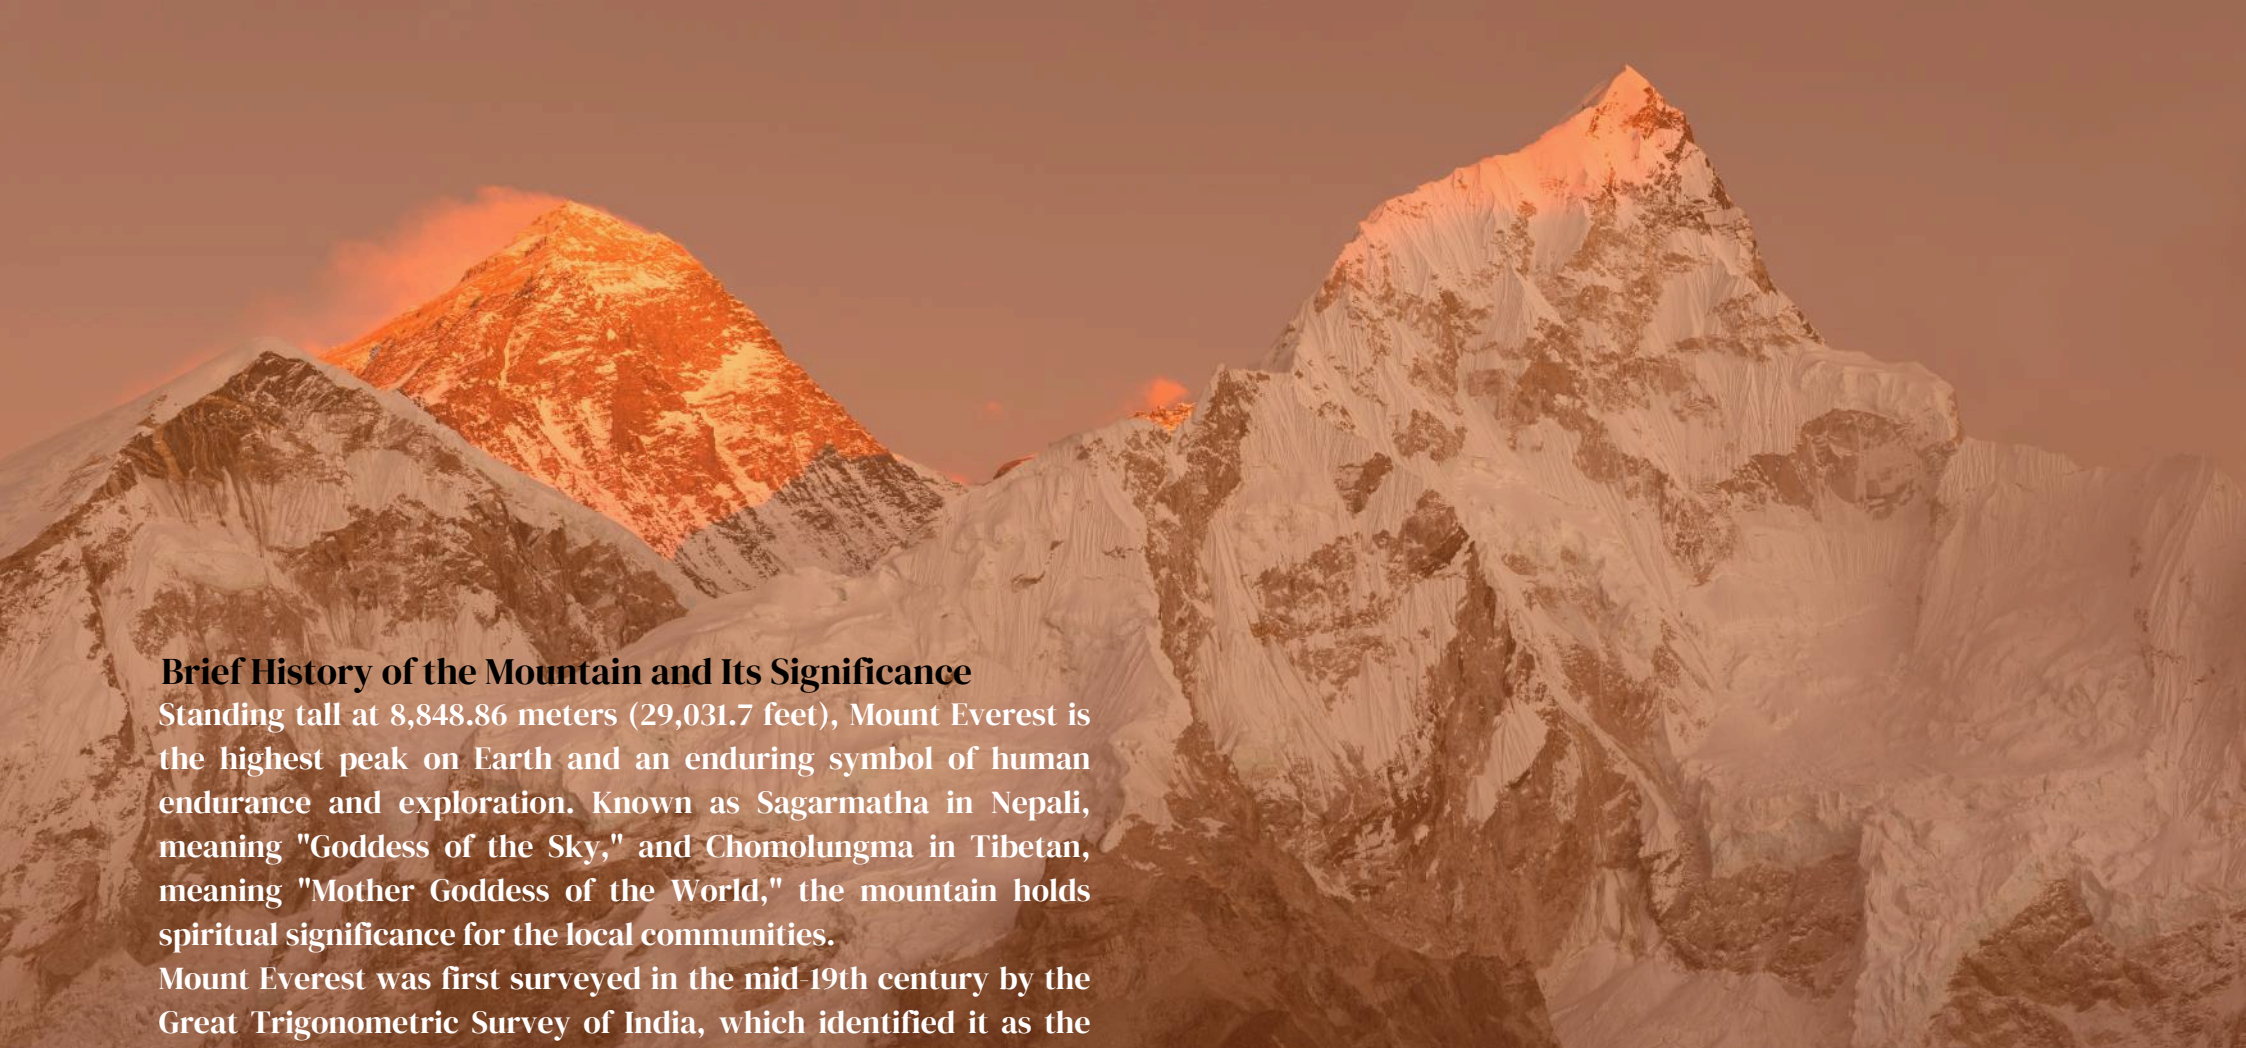 Brief History of the Mountain and Its Significance
Standing tall at 8,848.86 meters (29,031.7 feet), Mount Everest is
the highest peak on Earth and an enduring symbol of human
endurance and exploration. Known as Sagarmatha in Nepali,
meaning "Goddess of the Sky," and Chomolungma in Tibetan,
meaning "Mother Goddess of the World," the mountain holds
spiritual significance for the local communities.
Mount Everest was first surveyed in the mid-19th century by the
Great Trigonometric Survey of India, which identified it as the